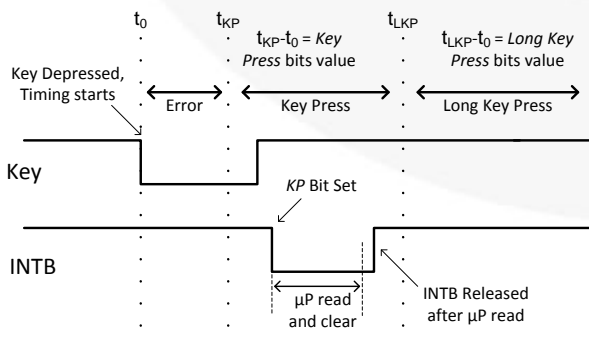 t0 tKP tLKP
tKP-t0 = Key
Press bits value
tLKP-t0 = Long Key
Press bits value
Key Depressed,
Timing starts
Error
Key Press
Long Key Press
Key
KP Bit Set
INTB
µP read
and clear
INTB Released
after µP read